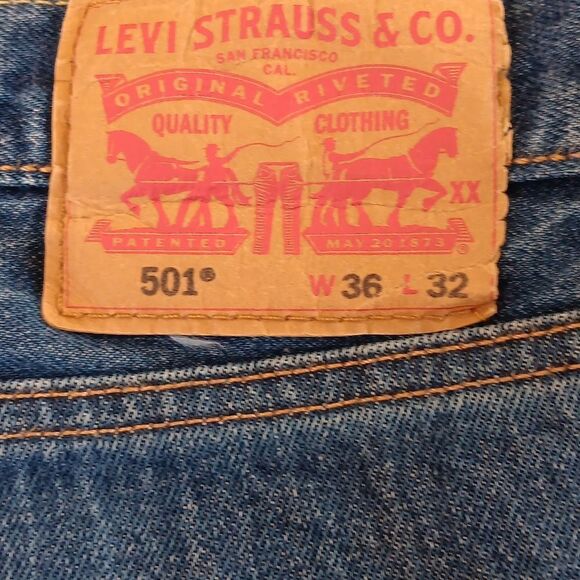 LEVI STRAUSS & CO.
SAN FRANCISCO
CAL.
ORIGINAL RIVETED
QUALITY CLOTHING
XX
PATENTED MAY 20 1873 ®
501® W 36 L 32